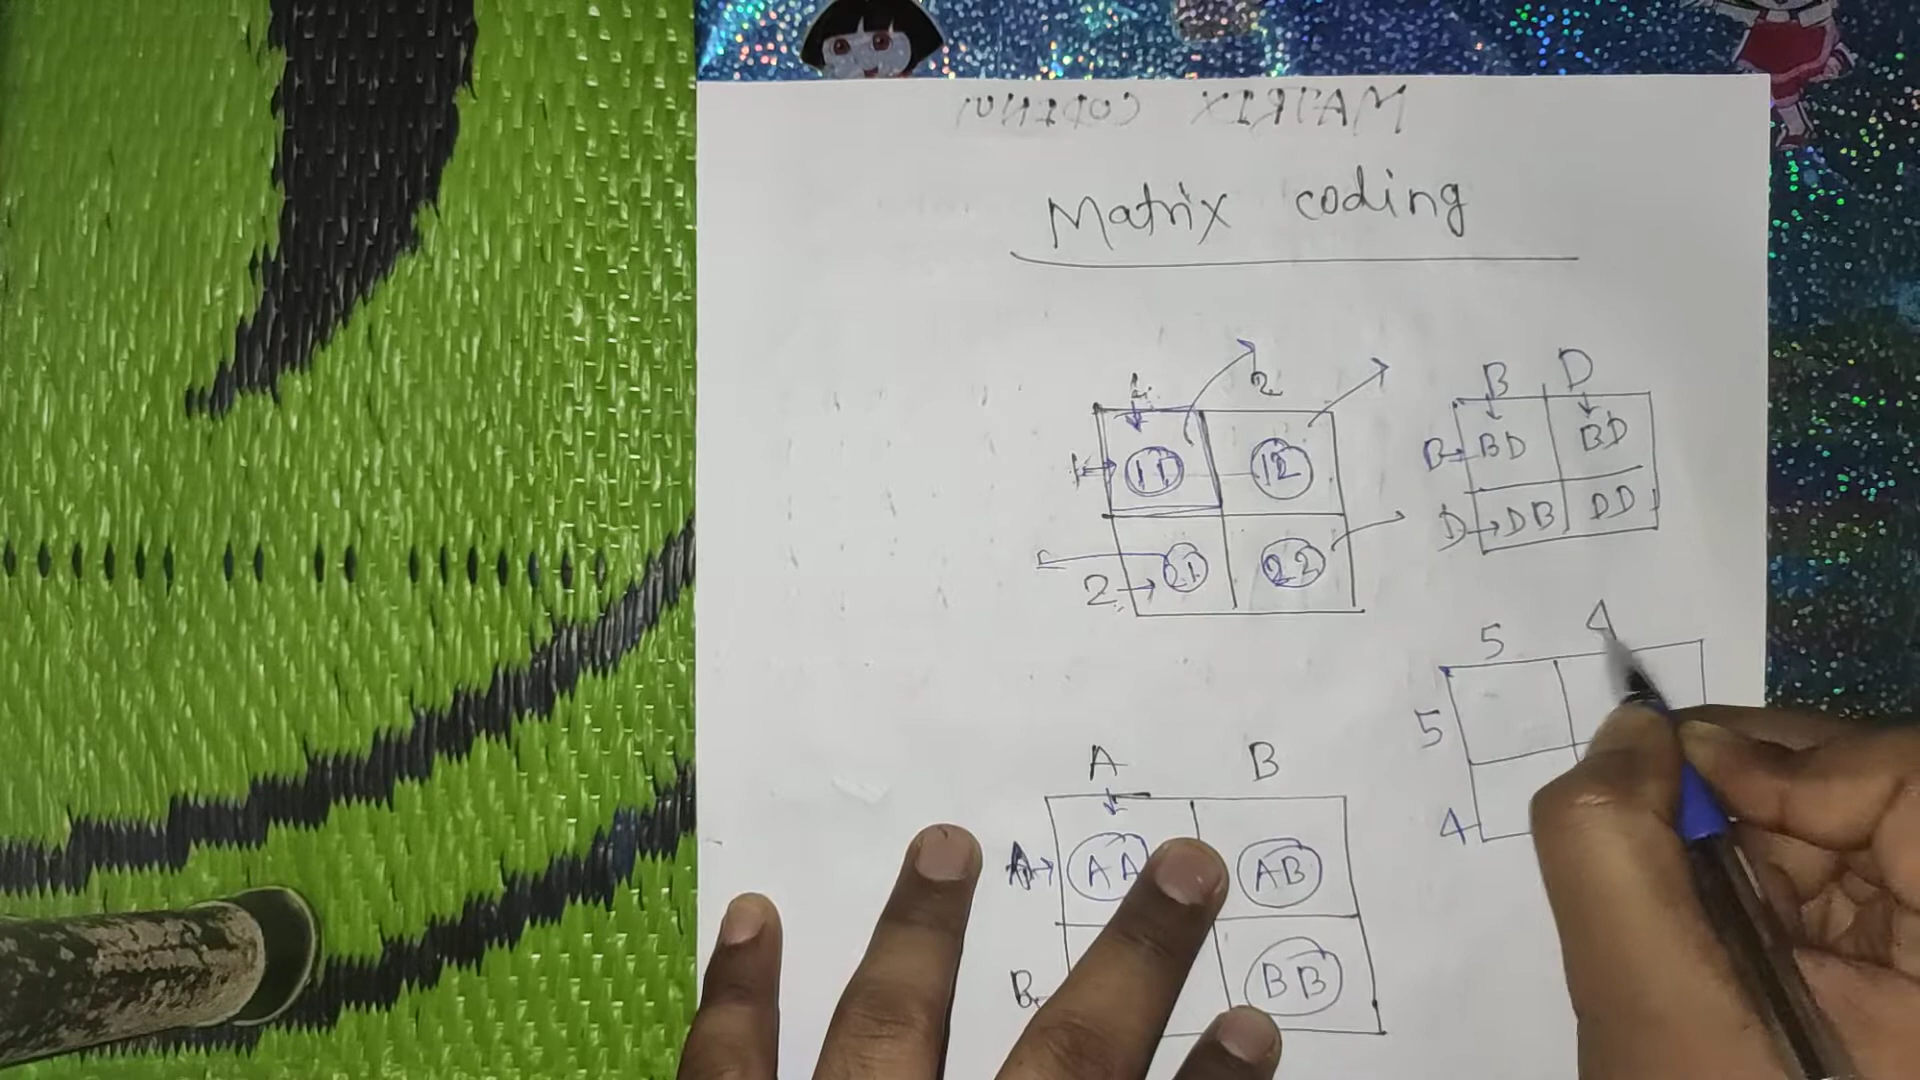 Matrix coding
1 2
1 11 12
2 21 22
B D
B BD BD
D DB DD
5 4
5
4
A B
A AA AB
B BB